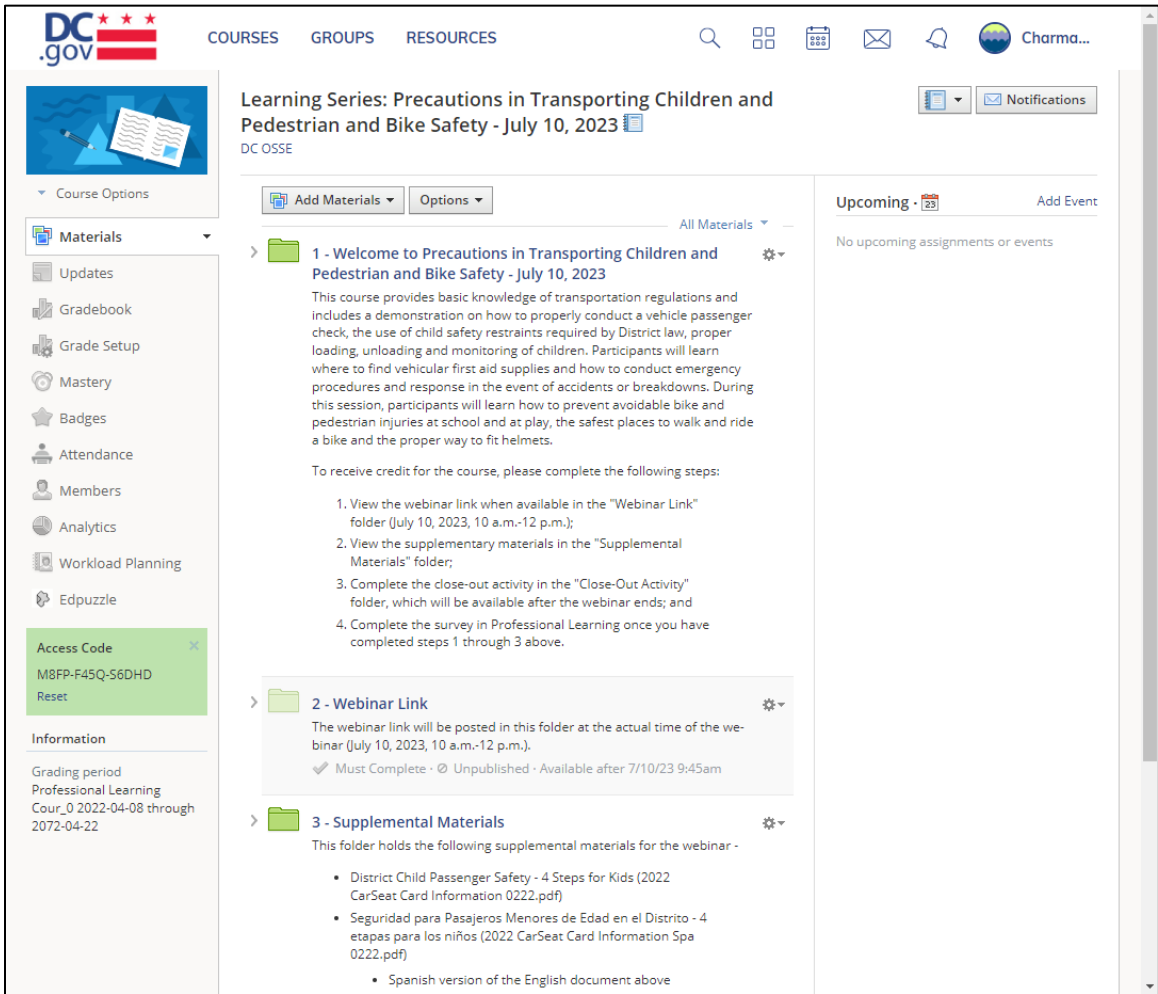 DC
.gov
COURSES
GROUPS
RESOURCES
Charma...
Learning Series: Precautions in Transporting Children and
Pedestrian and Bike Safety - July 10, 2023
DC OSSE
Notifications
Course Options
Materials
Updates
Gradebook
Grade Setup
Mastery
Badges
Attendance
Members
Analytics
Workload Planning
Edpuzzle
Access Code
M8FP-F45Q-S6DHD
Reset
Information
Grading period
Professional Learning
Cour_0 2022-04-08 through
2072-04-22
Add Materials
Options
All Materials
1 - Welcome to Precautions in Transporting Children and
Pedestrian and Bike Safety - July 10, 2023
This course provides basic knowledge of transportation regulations and
includes a demonstration on how to properly conduct a vehicle passenger
check, the use of child safety restraints required by District law, proper
loading, unloading and monitoring of children. Participants will learn
where to find vehicular first aid supplies and how to conduct emergency
procedures and response in the event of accidents or breakdowns. During
this session, participants will learn how to prevent avoidable bike and
pedestrian injuries at school and at play, the safest places to walk and ride
a bike and the proper way to fit helmets.
To receive credit for the course, please complete the following steps:
1. View the webinar link when available in the "Webinar Link"
folder (July 10, 2023, 10 a.m.-12 p.m.);
2. View the supplementary materials in the "Supplemental
Materials" folder;
3. Complete the close-out activity in the "Close-Out Activity"
folder, which will be available after the webinar ends; and
4. Complete the survey in Professional Learning once you have
completed steps 1 through 3 above.
2 - Webinar Link
The webinar link will be posted in this folder at the actual time of the we-
binar (July 10, 2023, 10 a.m.-12 p.m.).
Must Complete · Unpublished · Available after 7/10/23 9:45am
3 - Supplemental Materials
This folder holds the following supplemental materials for the webinar -
• District Child Passenger Safety - 4 Steps for Kids (2022
CarSeat Card Information 0222.pdf)
• Seguridad para Pasajeros Menores de Edad en el Distrito - 4
etapas para los niños (2022 CarSeat Card Information Spa
0222.pdf)
• Spanish version of the English document above
Upcoming · 23
Add Event
No upcoming assignments or events